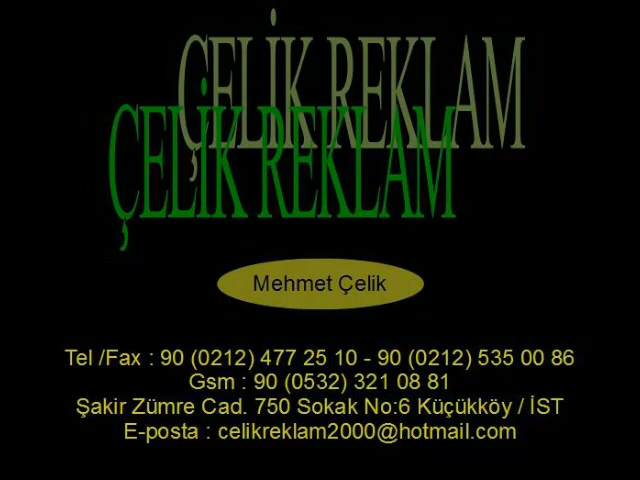 ÇELİK REKLAM
ÇELİK REKLAM
Mehmet Çelik
Tel /Fax : 90 (0212) 477 25 10 - 90 (0212) 535 00 86
Gsm : 90 (0532) 321 08 81
Şakir Zümre Cad. 750 Sokak No:6 Küçükköy / İST
E-posta : celikreklam2000@hotmail.com